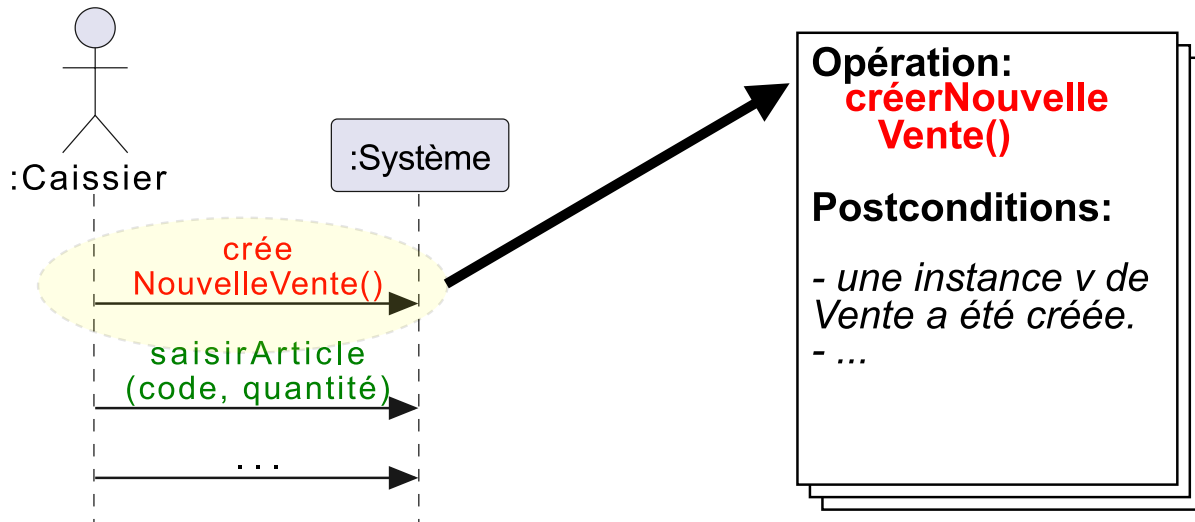 :Caissier
:Système
crée
NouvelleVente()
saisirArticle
(code, quantité)
...
Opération:
créerNouvelle
Vente()
Postconditions:
- une instance v de
Vente a été créée.
- ...